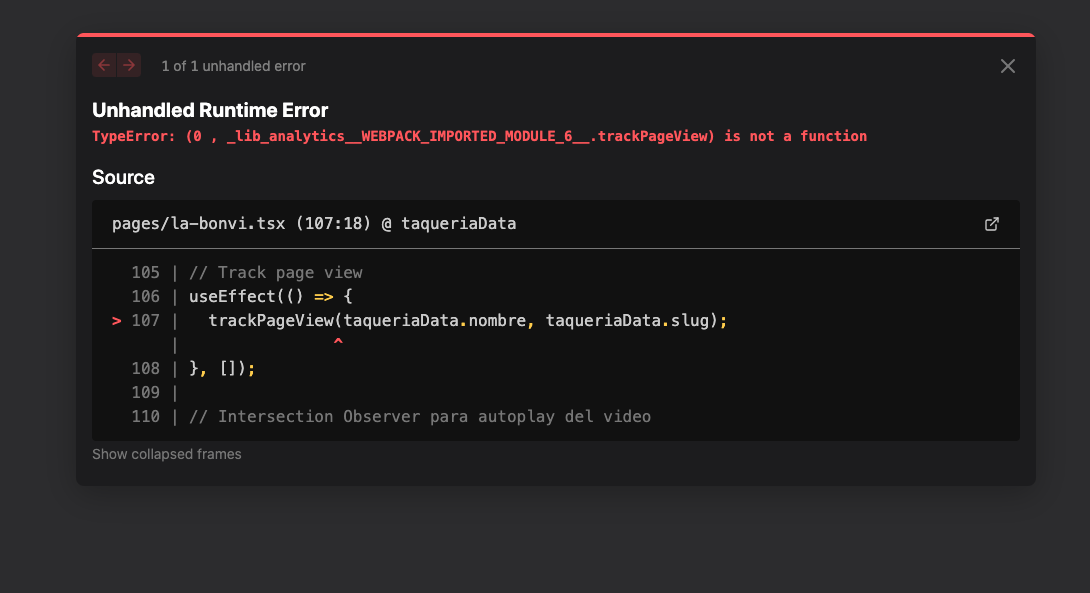 1 of 1 unhandled error
Unhandled Runtime Error
TypeError: (0 , _lib_analytics__WEBPACK_IMPORTED_MODULE_6__.trackPageView) is not a function
Source
pages/la-bonvi.tsx (107:18) @ taqueriaData
105 | // Track page view
106 | useEffect(() => {
> 107 |   trackPageView(taqueriaData.nombre, taqueriaData.slug);
|                ^
108 | }, []);
109 |
110 | // Intersection Observer para autoplay del video
Show collapsed frames